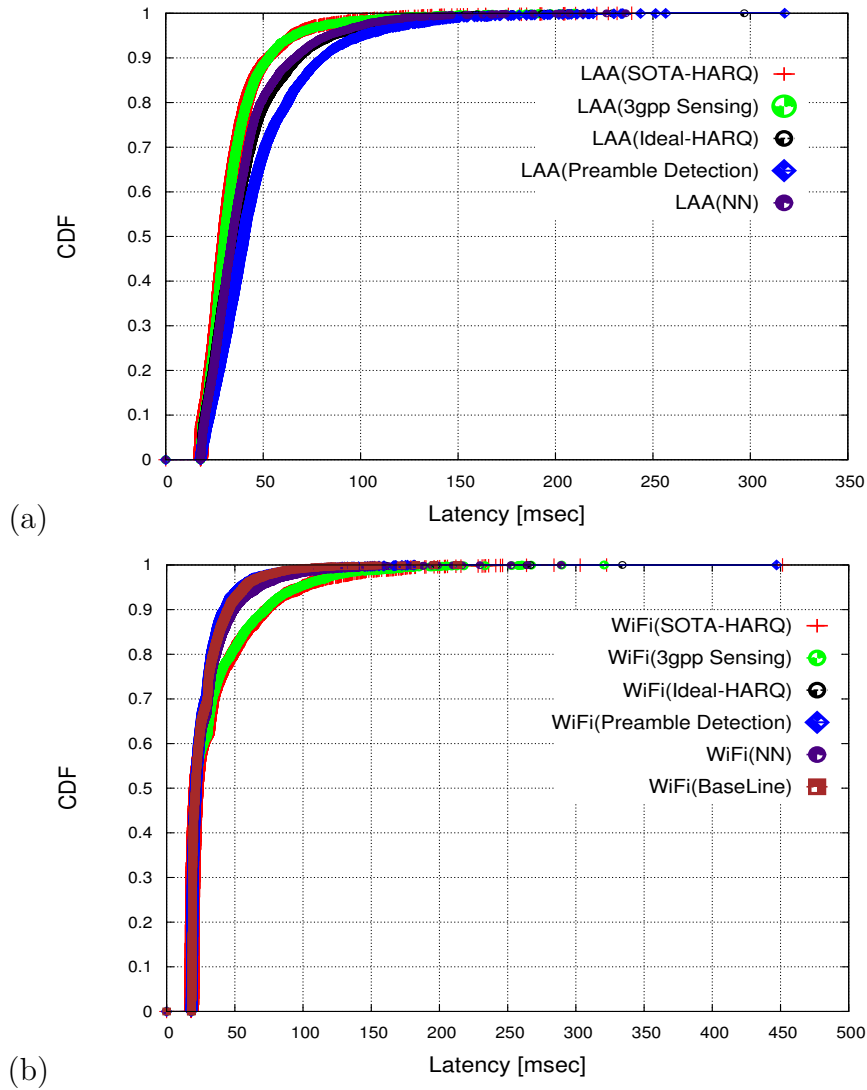 1
0.9
0.8
0.7
0.6
0.5
0.4
0.3
0.2
0.1
0
CDF
LAA(SOTA-HARQ)
LAA(3gpp Sensing)
LAA(Ideal-HARQ)
LAA(Preamble Detection)
LAA(NN)
0 50 100 150 200 250 300 350
Latency [msec]
(a)
1
0.9
0.8
0.7
0.6
0.5
0.4
0.3
0.2
0.1
0
CDF
WiFi(SOTA-HARQ)
WiFi(3gpp Sensing)
WiFi(Ideal-HARQ)
WiFi(Preamble Detection)
WiFi(NN)
WiFi(BaseLine)
0 50 100 150 200 250 300 350 400 450 500
Latency [msec]
(b)